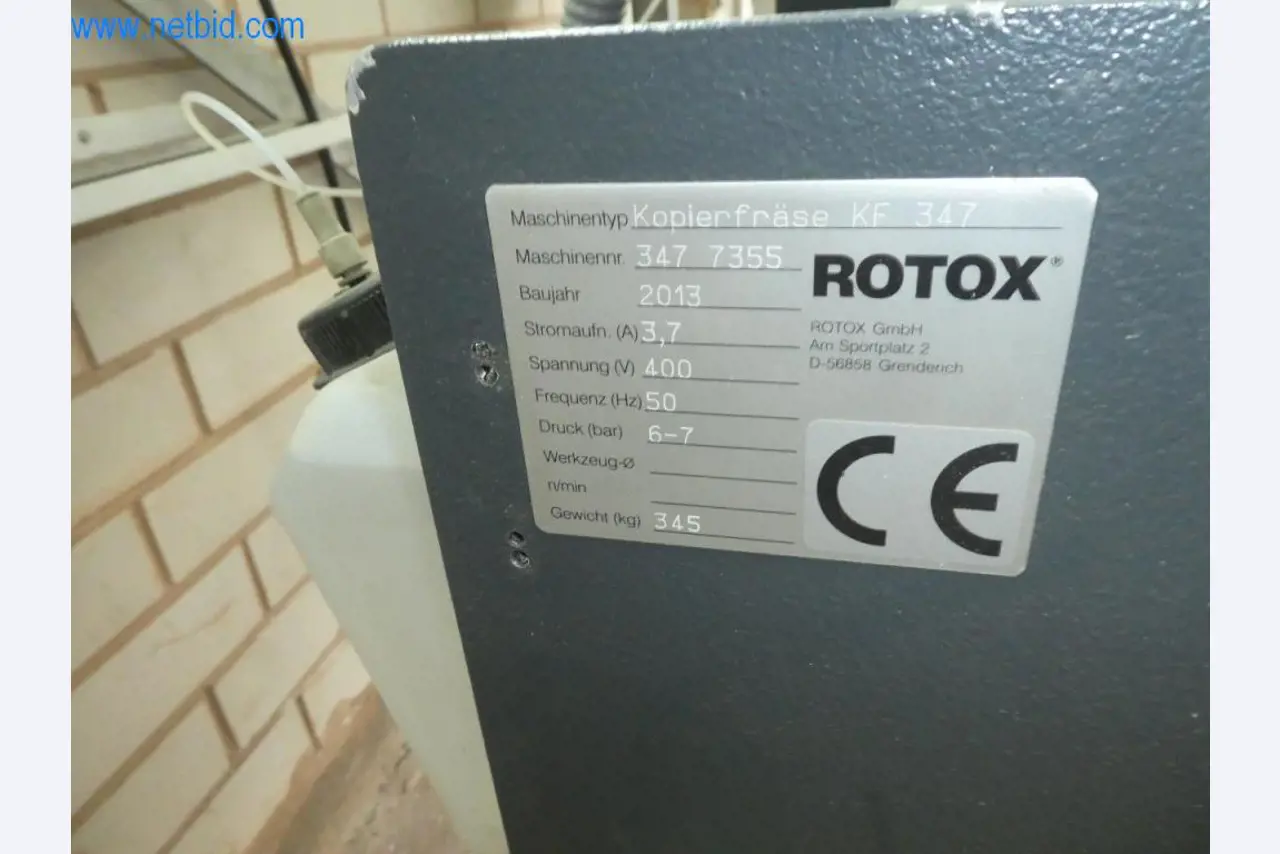 www.netbid.com
Maschinentyp Kopierfräse KF 347
Maschinennr. 347 7355
Baujahr 2013
Stromaufn. (A) 3,7
Spannung (V) 400
Frequenz (Hz) 50
Druck (bar) 6-7
Werkzeug-Ø
n/min
Gewicht (kg) 345
ROTOX®
ROTOX GmbH
Am Sportplatz 2
D-56858 Grenderich
CE